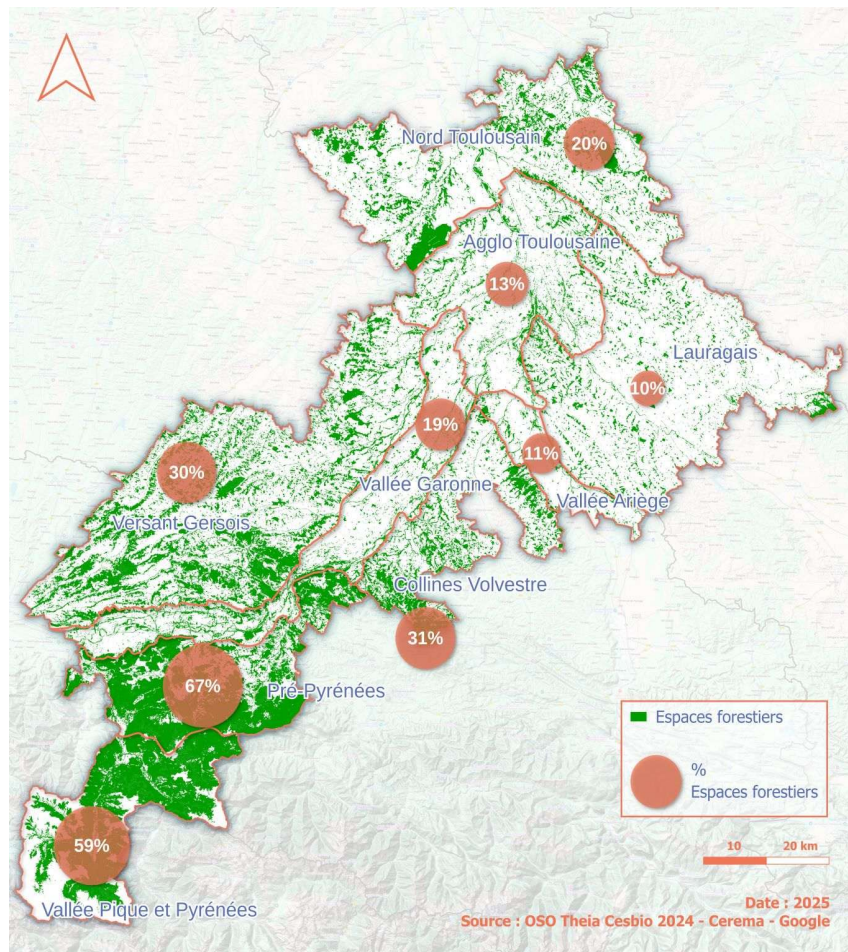 Nord Toulousain
20%
Agglo Toulousaine
13%
Lauragais
10%
19%
11%
30%
Vallée Garonne
Vallée Ariège
Versant Gersois
Collines Volvestre
31%
67%
Pré-Pyrénées
59%
Vallée Pique et Pyrénées
Espaces forestiers
%
Espaces forestiers
10 20 km
Date : 2025
Source : OSO Theia Cesbio 2024 - Cerema - Google